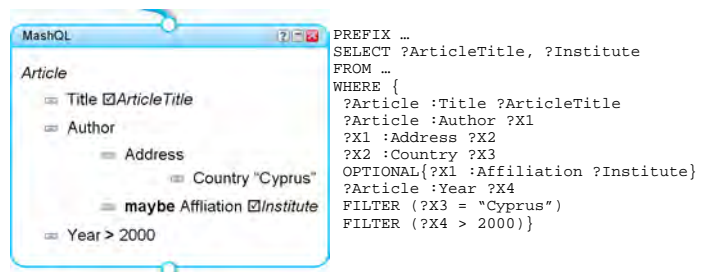 MashQL
Article
Title ☑ArticleTitle
Author
Address
Country “Cyprus”
maybe Affliation ☑Institute
Year > 2000
PREFIX …
SELECT ?ArticleTitle, ?Institute
FROM …
WHERE {
?Article :Title ?ArticleTitle
?Article :Author ?X1
?X1 :Address ?X2
?X2 :Country ?X3
OPTIONAL{?X1 :Affiliation ?Institute}
?Article :Year ?X4
FILTER (?X3 = “Cyprus”)
FILTER (?X4 > 2000)}